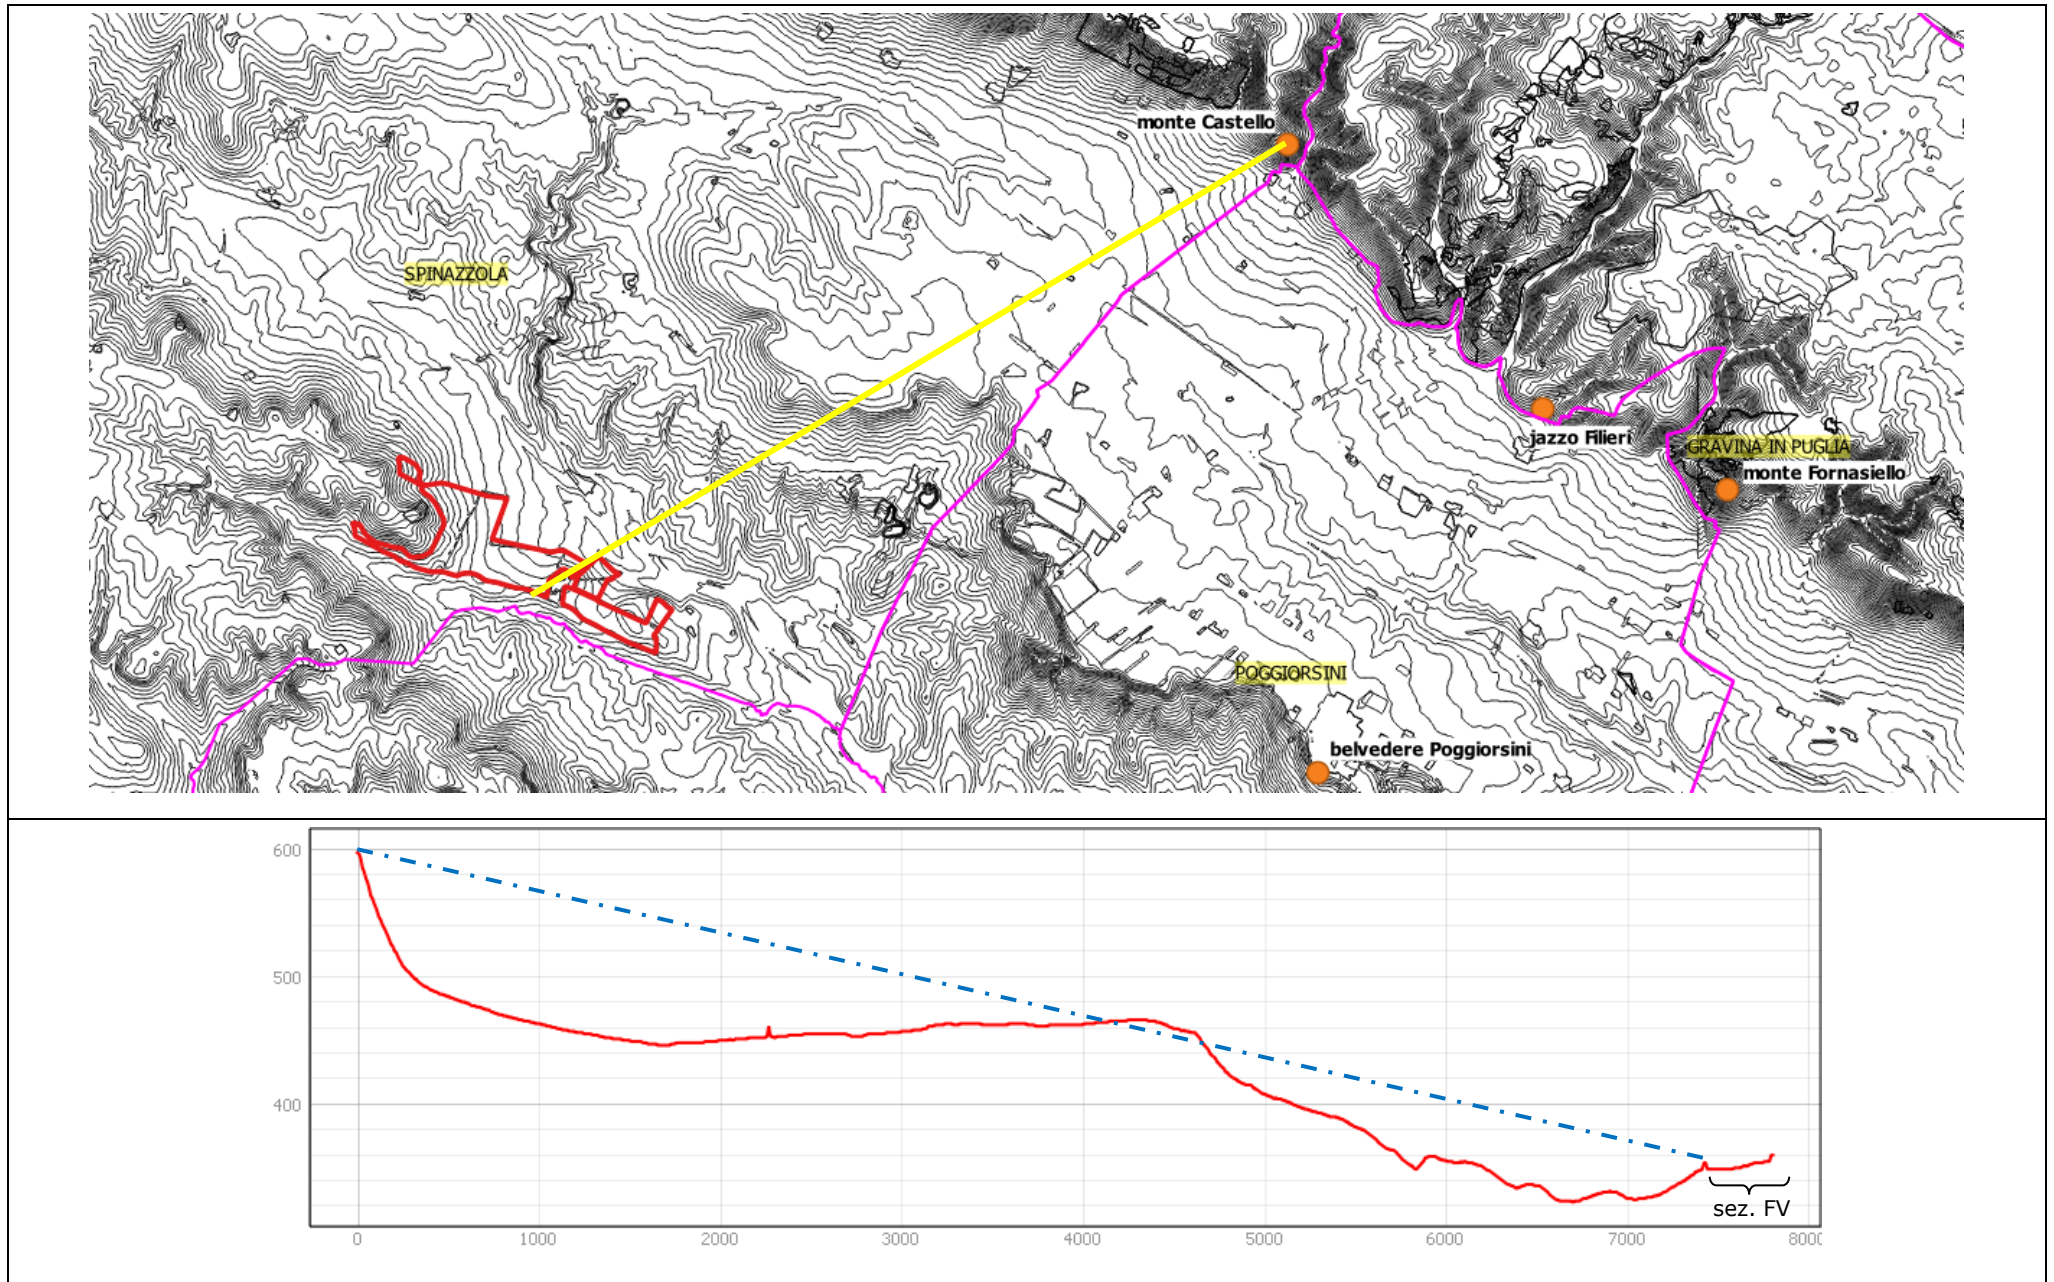 monte Castello
SPINAZZOLA
jazzo Filieri
GRAVINA IN PUGLIA
monte Fornasiello
POGGIORSINI
belvedere Poggiorsini
600
500
400
sez. FV
0 1000 2000 3000 4000 5000 6000 7000 8000